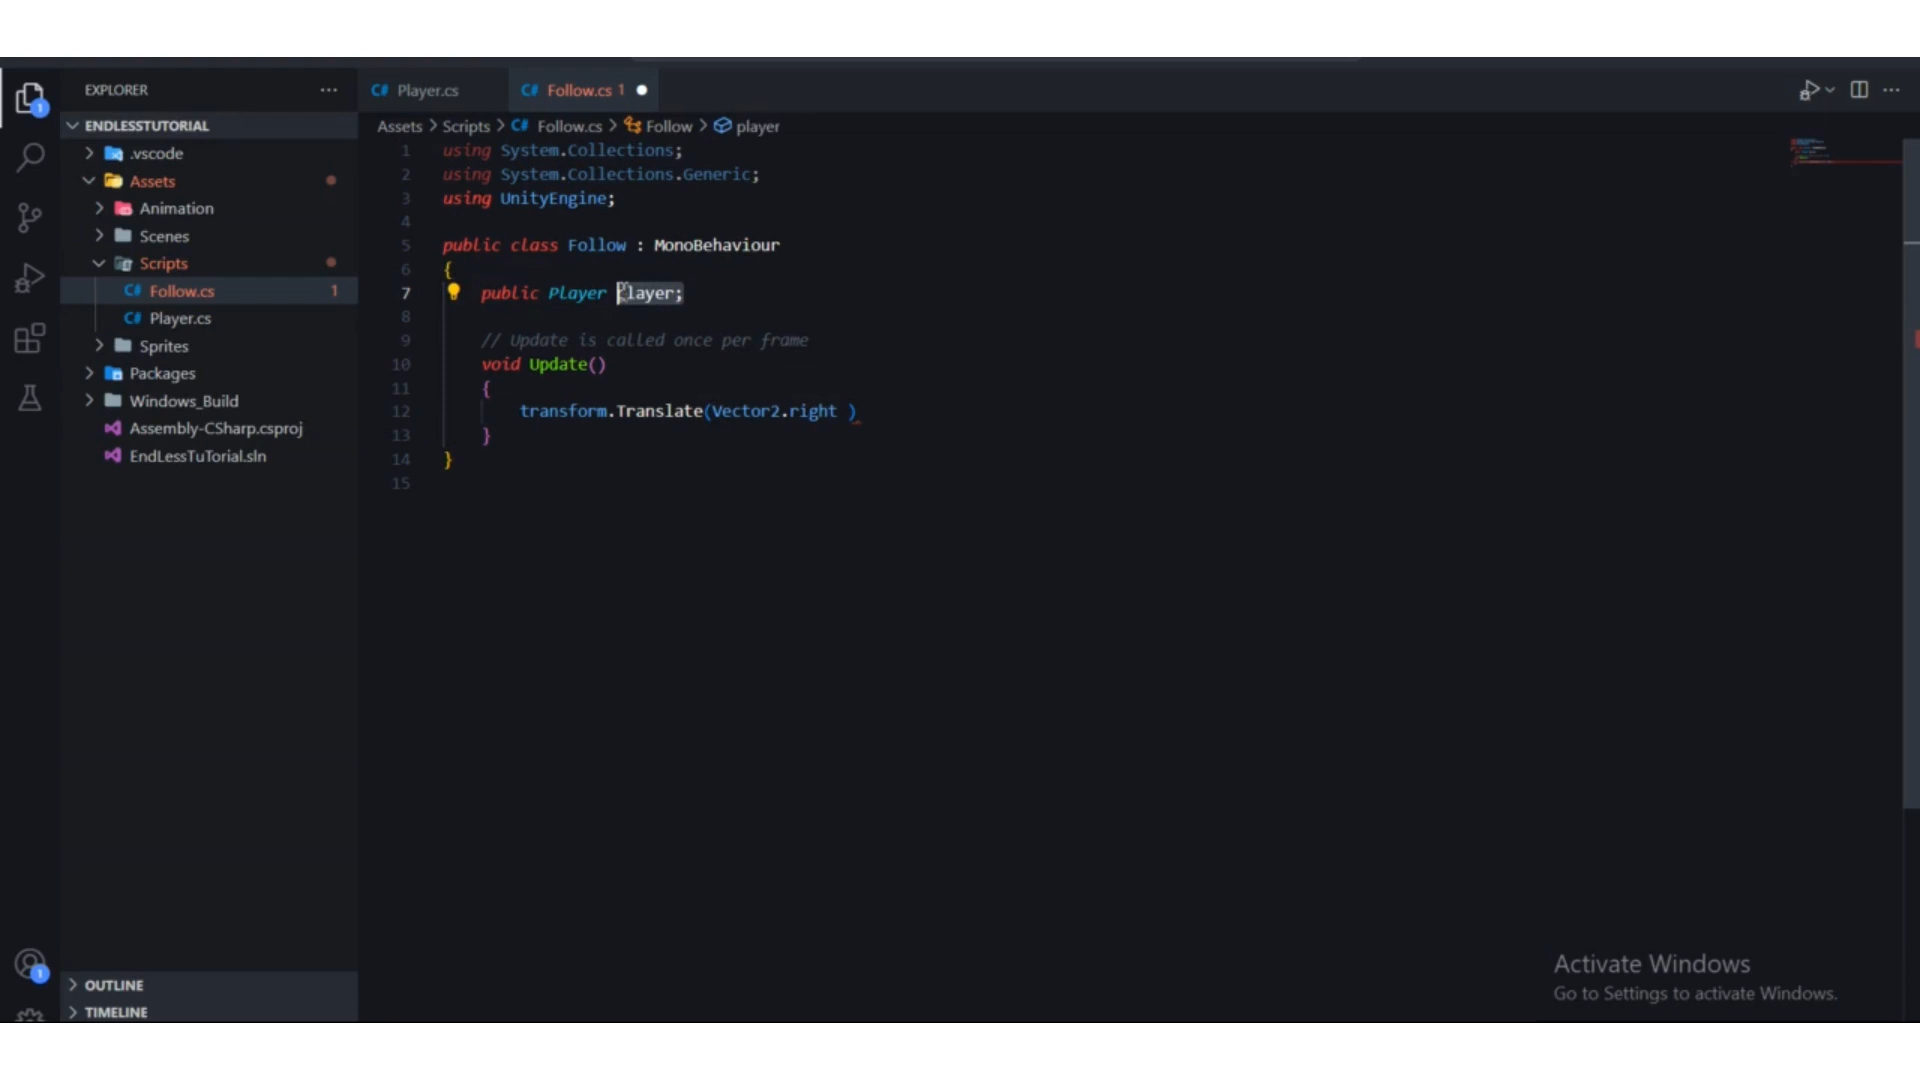 EXPLORER
ENDLESSTUTORIAL
.vscode
Assets
Animation
Scenes
Scripts
C# Follow.cs 1
C# Player.cs
Sprites
Packages
Windows_Build
Assembly-CSharp.csproj
EndLessTuTorial.sln
OUTLINE
TIMELINE
1
1
C# Player.cs
C# Follow.cs 1
Assets > Scripts > C# Follow.cs > Follow > player
1 using System.Collections;
2 using System.Collections.Generic;
3 using UnityEngine;
4
5 public class Follow : MonoBehaviour
6 {
7 public Player player;
8
9 // Update is called once per frame
10 void Update()
11 {
12 transform.Translate(Vector2.right )
13 }
14 }
15
Activate Windows
Go to Settings to activate Windows.